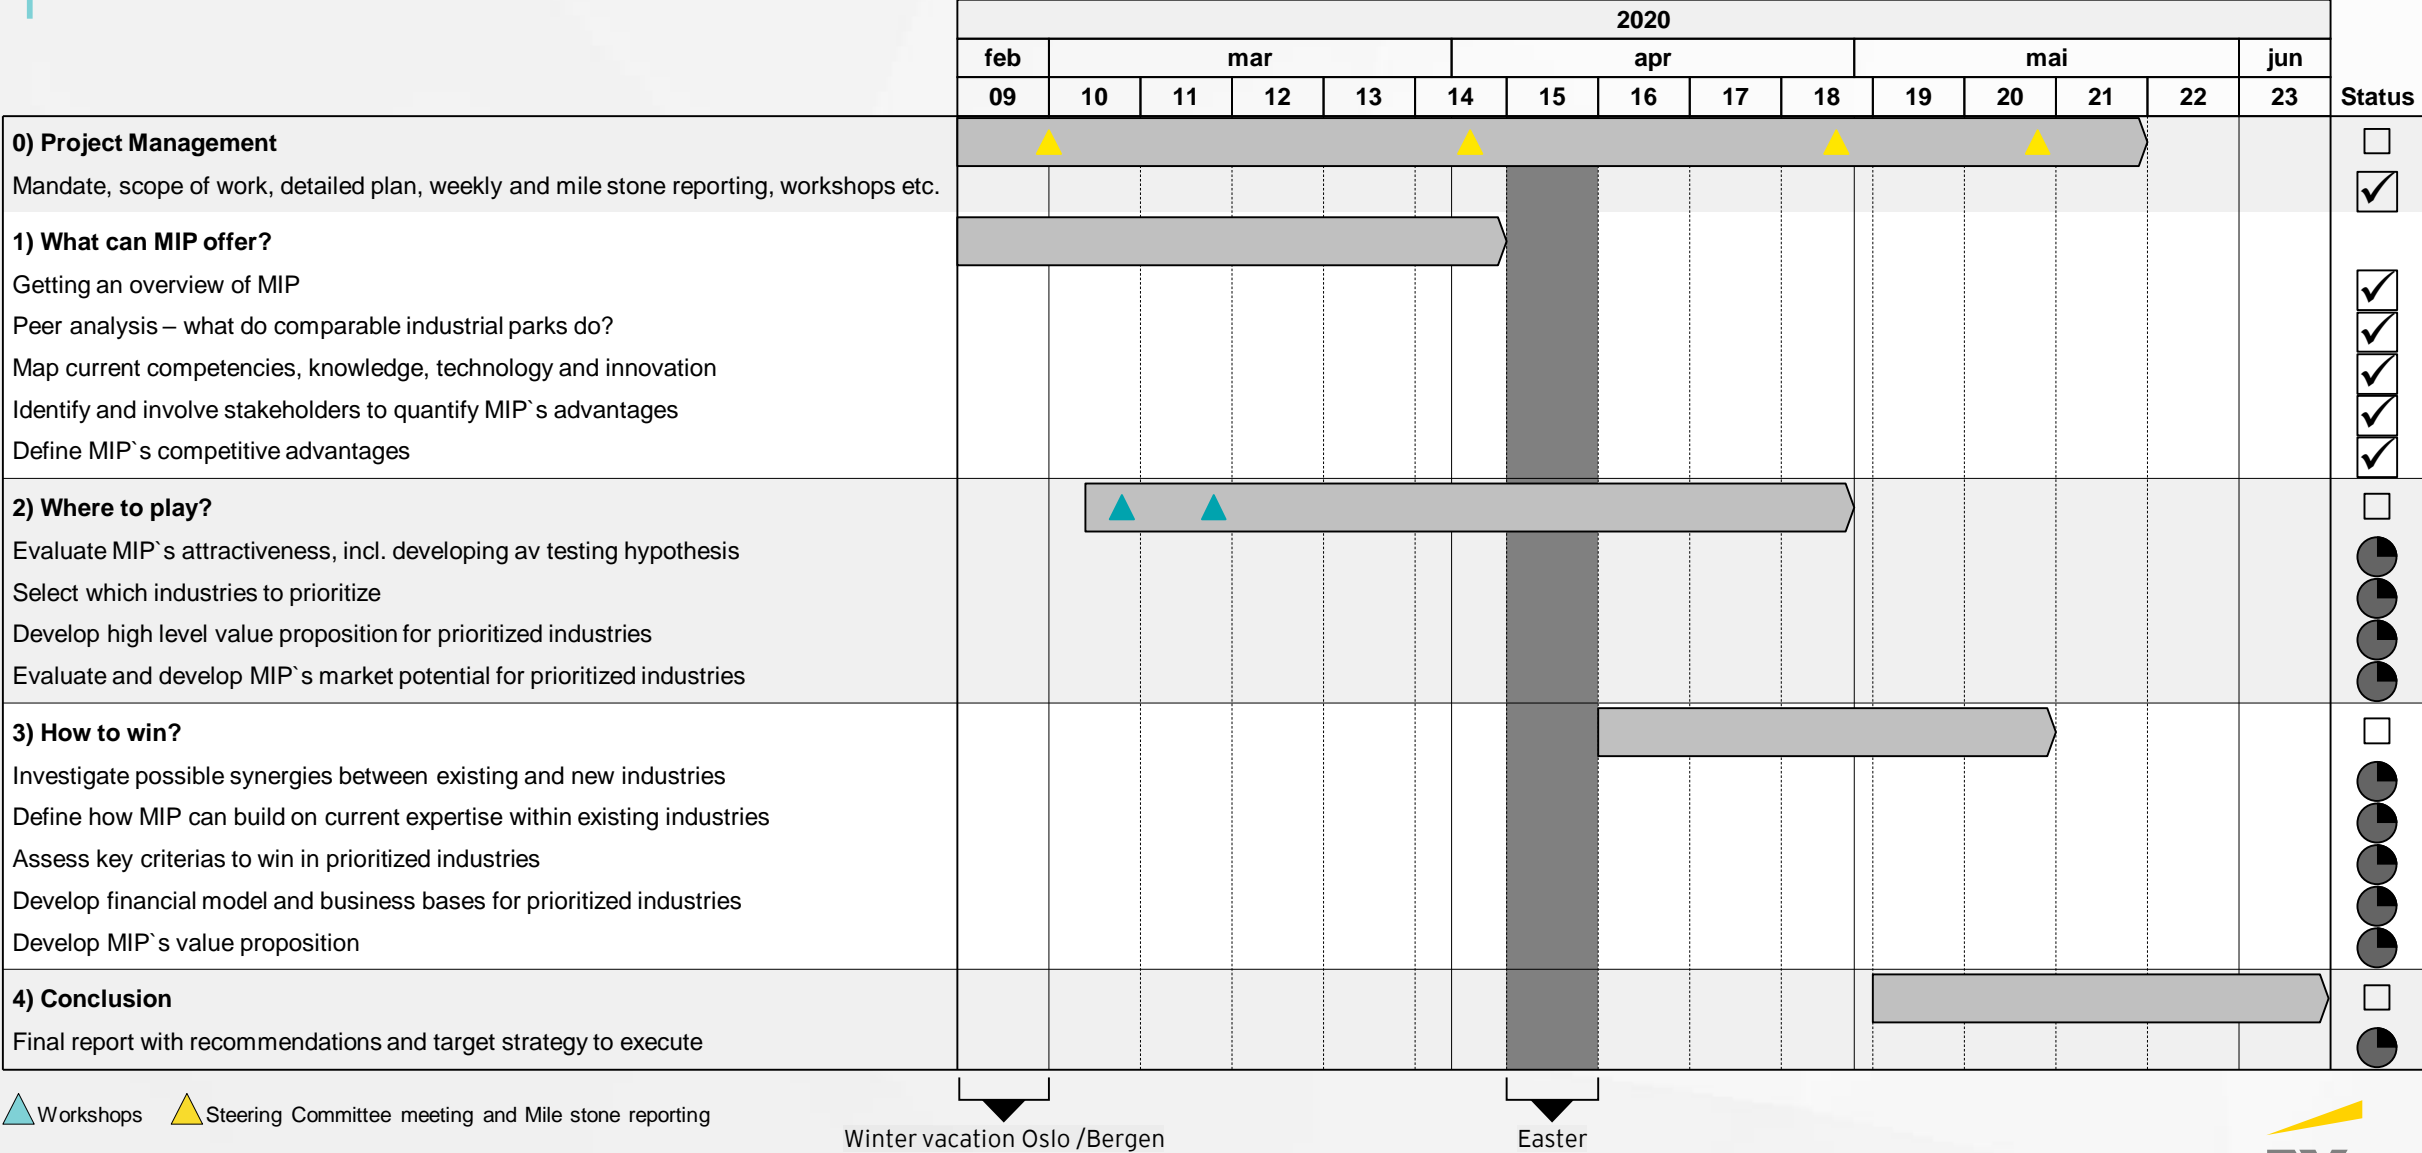 2020
feb mar apr mai jun
09 10 11 12 13 14 15 16 17 18 19 20 21 22 23 Status
0) Project Management
Mandate, scope of work, detailed plan, weekly and mile stone reporting, workshops etc.
1) What can MIP offer?
Getting an overview of MIP
Peer analysis – what do comparable industrial parks do?
Map current competencies, knowledge, technology and innovation
Identify and involve stakeholders to quantify MIP`s advantages
Define MIP`s competitive advantages
2) Where to play?
Evaluate MIP`s attractiveness, incl. developing av testing hypothesis
Select which industries to prioritize
Develop high level value proposition for prioritized industries
Evaluate and develop MIP`s market potential for prioritized industries
3) How to win?
Investigate possible synergies between existing and new industries
Define how MIP can build on current expertise within existing industries
Assess key criterias to win in prioritized industries
Develop financial model and business bases for prioritized industries
Develop MIP`s value proposition
4) Conclusion
Final report with recommendations and target strategy to execute
Workshops Steering Committee meeting and Mile stone reporting
Winter vacation Oslo /Bergen Easter